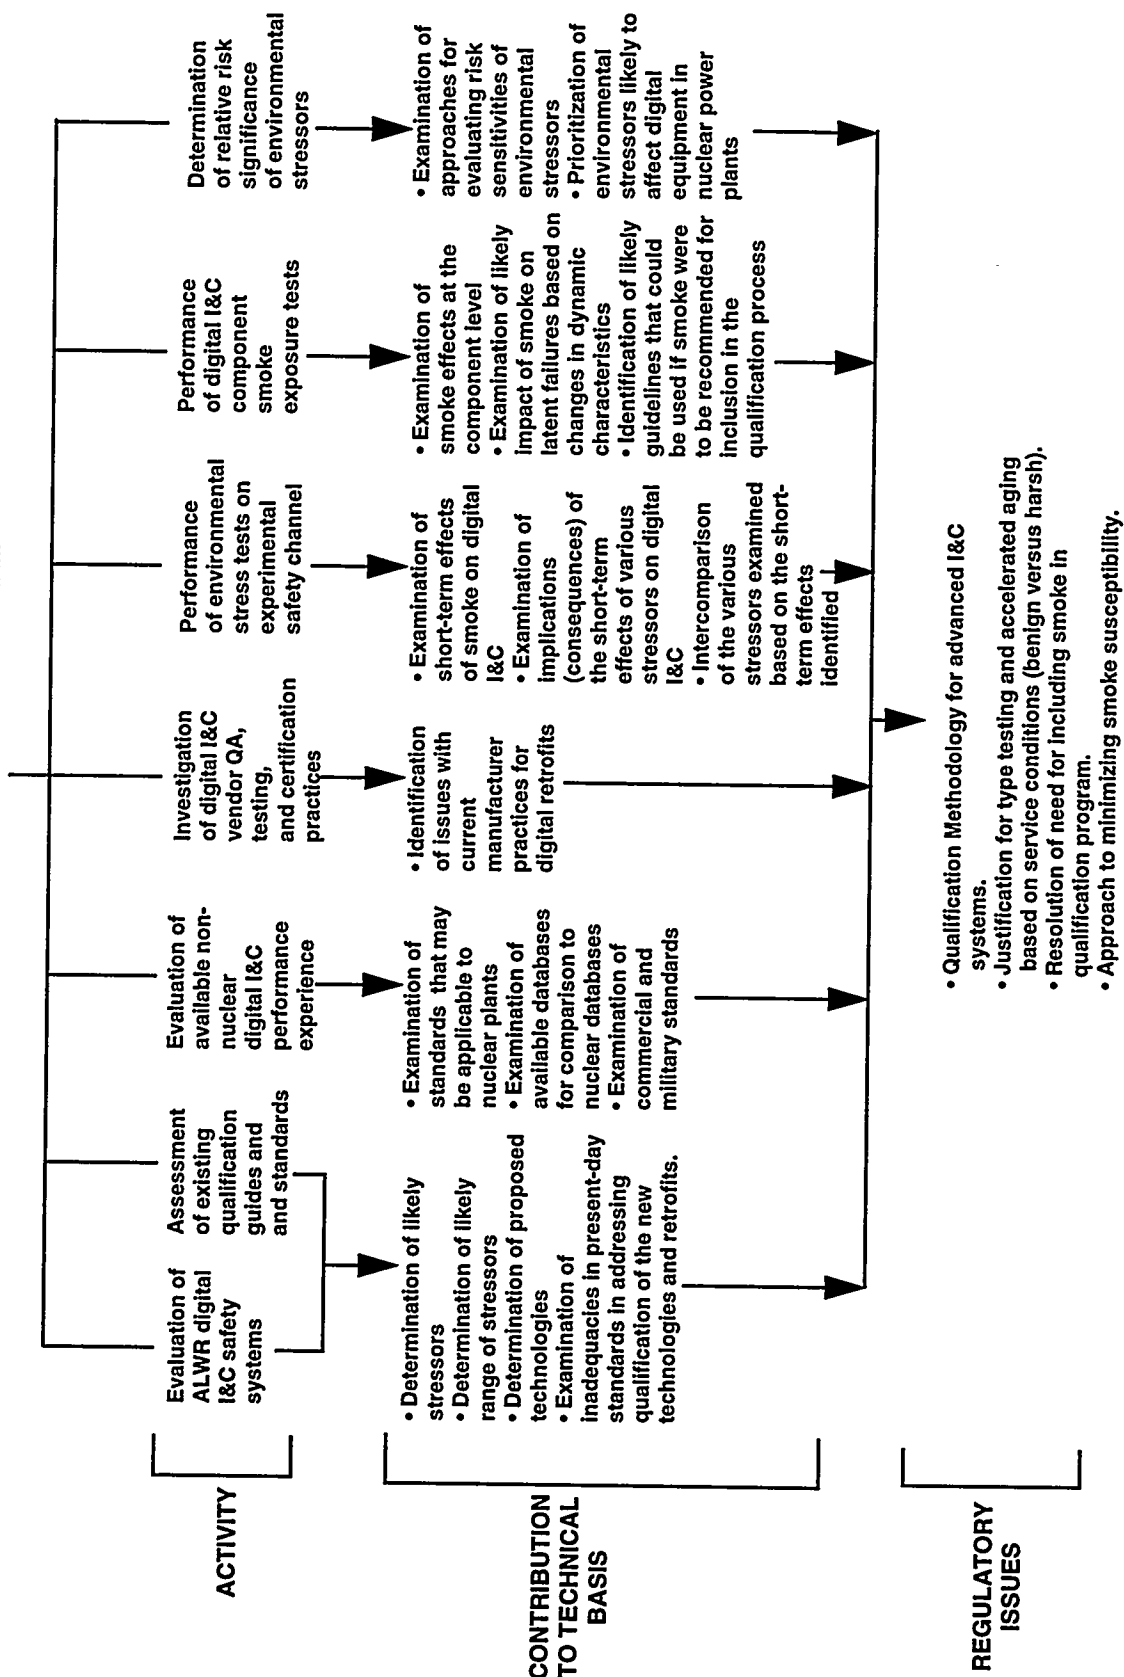 ACTIVITY
Evaluation of
ALWR digital
I&C safety
systems
Assessment
of existing
qualification
guides and
and standards
Evaluation of
available non-
nuclear
digital I&C
performance
experience
Investigation
of digital I&C
vendor QA,
testing,
and certification
practices
Performance
of environmental
stress tests on
experimental
safety channel
Performance
of digital I&C
component
smoke
exposure tests
Determination
of relative risk
significance
of environmental
stressors
CONTRIBUTION
TO TECHNICAL
BASIS
• Determination of likely
stressors
• Determination of likely
range of stressors
• Determination of proposed
technologies
• Examination of
inadequacies in present-day
standards in addressing
qualification of the new
technologies and retrofits.
• Examination of
standards that may
be applicable to
nuclear plants
• Examination of
available databases
for comparison to
nuclear databases
• Examination of
commercial and
military standards
• Identification
of issues with
current
manufacturer
practices for
digital retrofits
• Examination of
short-term effects
of smoke on digital
I&C
• Examination of
implications
(consequences) of
the short-term
effects of various
stressors on digital
I&C
• Intercomparison
of the various
stressors examined
based on the short-
term effects
identified
• Examination of
smoke effects at the
component level
• Examination of likely
impact of smoke on
latent failures based on
changes in dynamic
characteristics
• Identification of likely
guidelines that could
be used if smoke were
to be recommended for
inclusion in the
qualification process
• Examination of
approaches for
evaluating risk
sensitivities of
environmental
stressors
• Prioritization of
environmental
stressors likely to
affect digital
equipment in
nuclear power
plants
REGULATORY
ISSUES
• Qualification Methodology for advanced I&C
systems.
• Justification for type testing and accelerated aging
based on service conditions (benign versus harsh).
• Resolution of need for including smoke in
qualification program.
• Approach to minimizing smoke susceptibility.